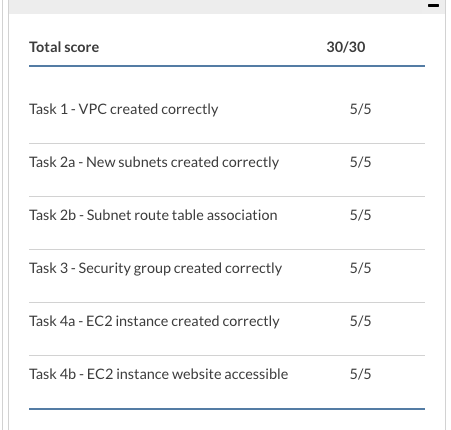 Total score 30/30
Task 1 - VPC created correctly 5/5
Task 2a - New subnets created correctly 5/5
Task 2b - Subnet route table association 5/5
Task 3 - Security group created correctly 5/5
Task 4a - EC2 instance created correctly 5/5
Task 4b - EC2 instance website accessible 5/5